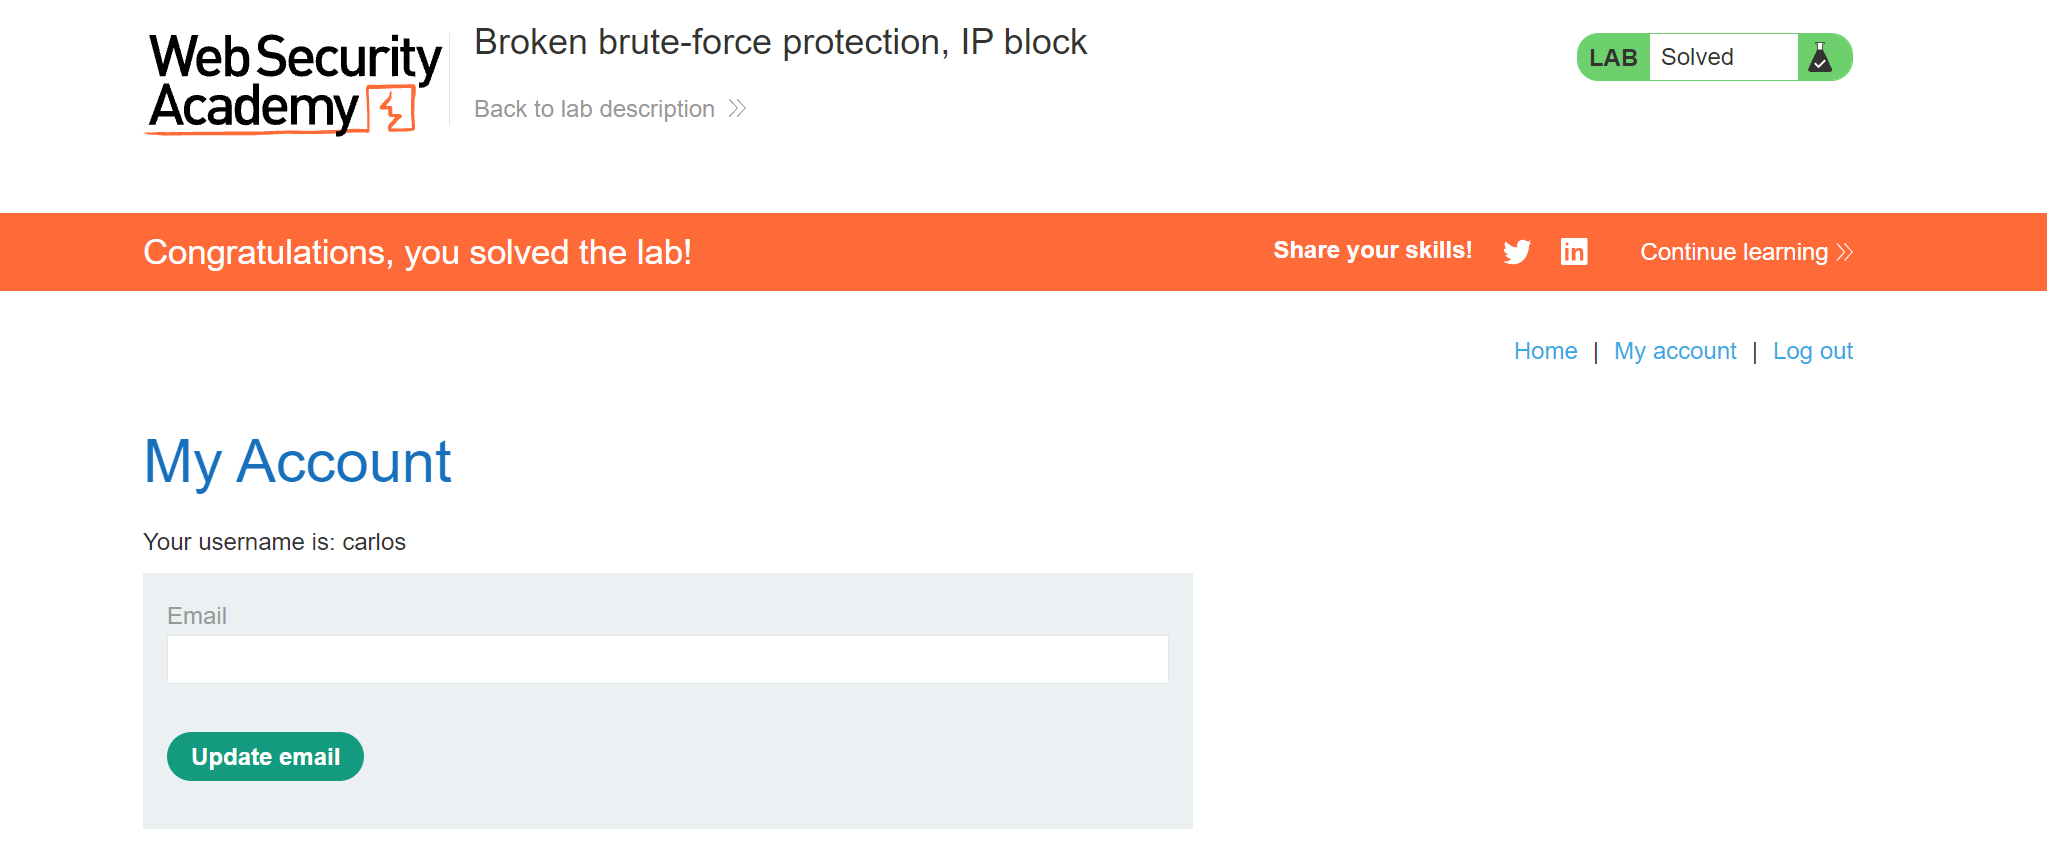 Web Security
Academy
Broken brute-force protection, IP block
Back to lab description
LAB Solved
Congratulations, you solved the lab!
Share your skills!
in
Continue learning
Home | My account | Log out
My Account
Your username is: carlos
Email
Update email